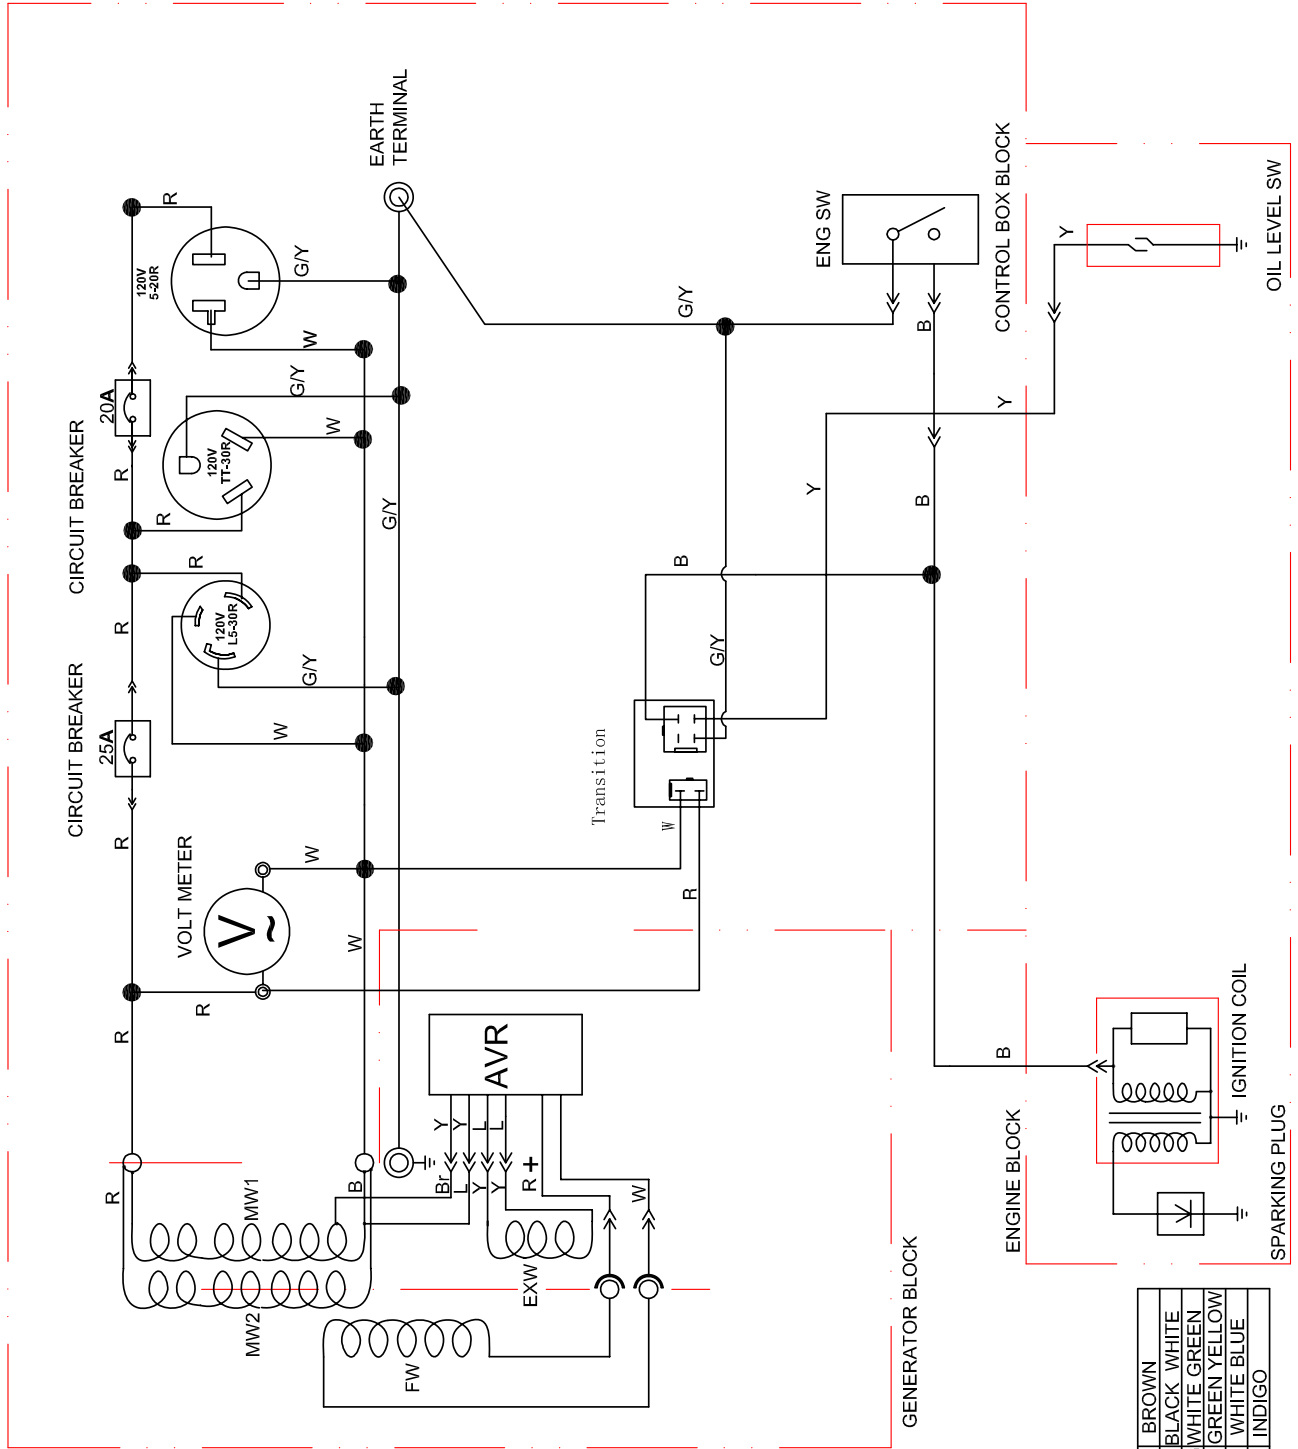 EARTH
TERMINAL
R
120V
5-20R
G/Y
W
20A
CIRCUIT BREAKER
G/Y
W
R
120V
TT-30R
R
G/Y
R
R
120V
L5-30R
G/Y
W
25A
CIRCUIT BREAKER
R
VOLT METER
V
~
W
W
R
R
ENG SW
CONTROL BOX BLOCK
OIL LEVEL SW
Y
G/Y
B
Y
Y
B
B
G/Y
Transition
W
R
AVR
Y
Y
L
L
Br
L
Y
Y
R
+
W
R
B
MW1
MW2
EXW
FW
GENERATOR BLOCK
B
ENGINE BLOCK
IGNITION COIL
SPARKING PLUG
BROWN
BLACK WHITE
WHITE GREEN
GREEN YELLOW
WHITE BLUE
INDIGO